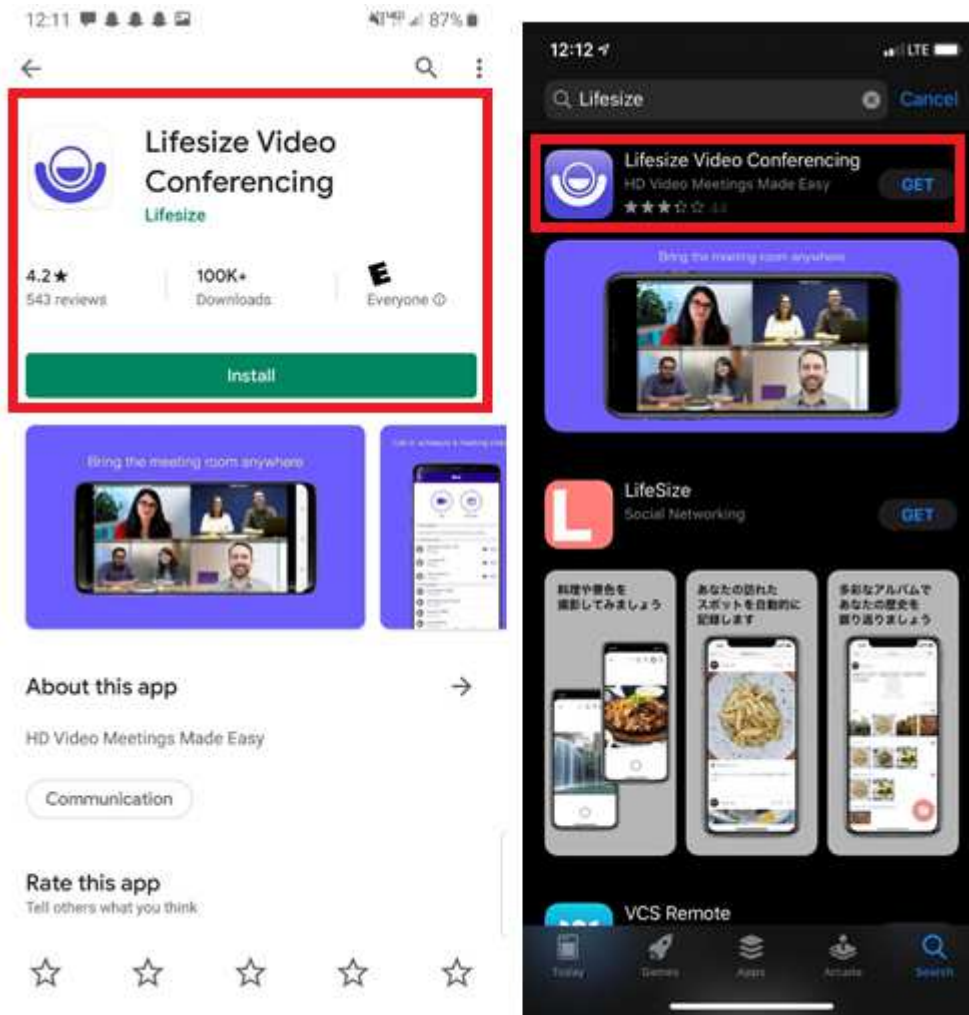 12:11
87%
Lifesize Video
Conferencing
Lifesize
4.2★
543 reviews
100K+
Downloads
E
Everyone
Install
Bring the meeting room anywhere
About this app
HD Video Meetings Made Easy
Communication
Rate this app
Tell others what you think
12:12
LTE
Lifesize
Cancel
Lifesize Video Conferencing
HD Video Meetings Made Easy
44
GET
Bring the meeting room anywhere
LifeSize
Social Networking
GET
料理や景色を
撮影してみましょう
あなたの訪れた
スポットを自動的に
記録します
多彩なアルバムで
あなたの歴史を
振り返りましょう
VCS Remote
Today
Games
Apps
Arcade
Search